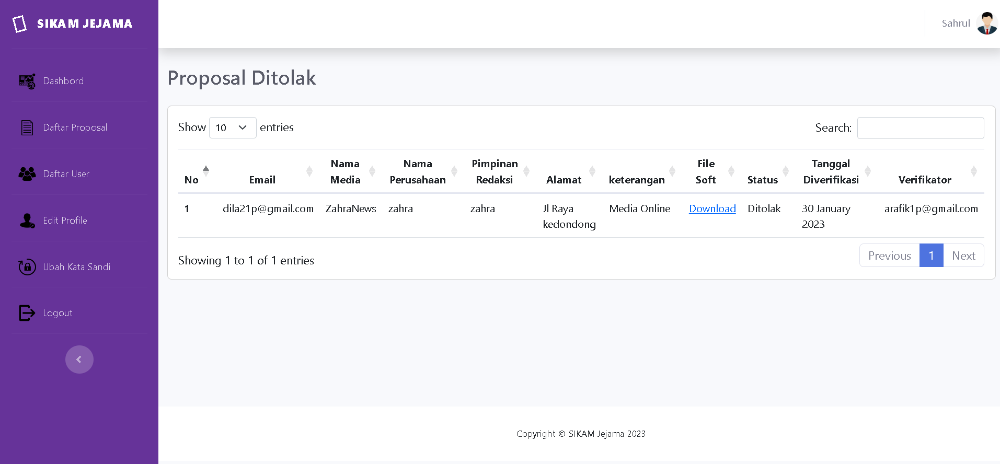 SIKAM JEJAMA
Dashbord
Daftar Proposal
Daftar User
Edit Profile
Ubah Kata Sandi
Logout
Sahrul
Proposal Ditolak
Show 10 entries
Search:
No Email Nama Media Nama Perusahaan Pimpinan Redaksi Alamat keterangan File Soft Status Tanggal Diverifikasi Verifikator
1 dila21p@gmail.com ZahraNews zahra zahra Jl Raya kedondong Media Online Download Ditolak 30 January 2023 arafik1p@gmail.com
Showing 1 to 1 of 1 entries
Previous 1 Next
Copyright © SIKAM Jejama 2023